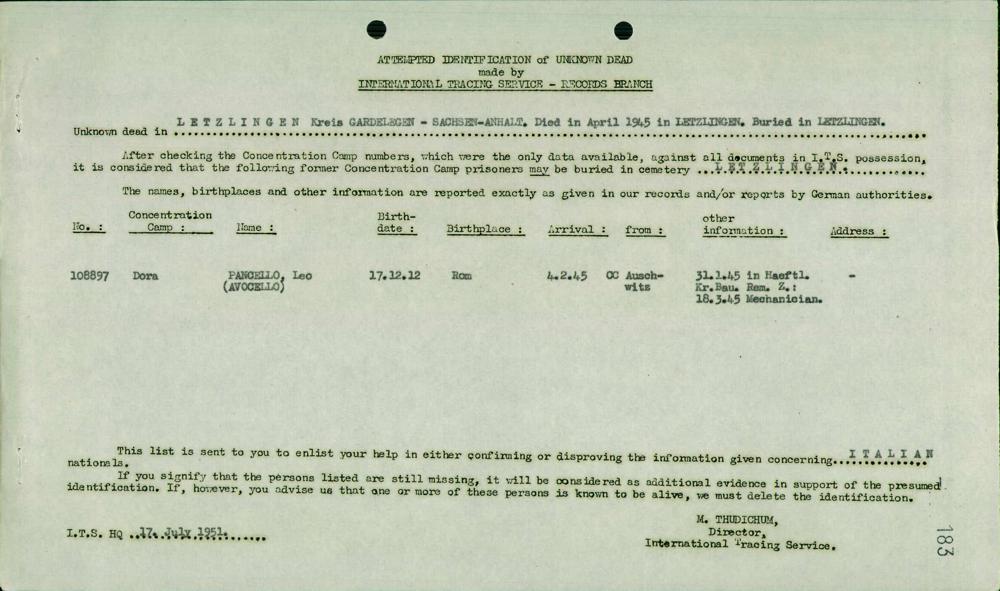 ATTEMPTED IDENTIFICATION of UNKNOWN DEAD
made by
INTERNATIONAL TRACING SERVICE - RECORDS BRANCH
Unknown dead in LETZLINGEN Kreis GARDELEGEN - SACHSEN-ANHALT. Died in April 1945 in LETZLINGEN. Buried in LETZLINGEN.
After checking the Concentration Camp numbers, which were the only data available, against all documents in I.T.S. possession,
it is considered that the following former Concentration Camp prisoners may be buried in cemetery ...LETZLINGEN.............
The names, birthplaces and other information are reported exactly as given in our records and/or reports by German authorities.
No. : Concentration Camp : Name : Birth-date : Birthplace : Arrival : from : other information : Address :
108897 Dora PANCELLO, Leo 17.12.12 Rom 4.2.45 CC Ausch- 31.1.45 in Haeftl. -
(AVOCELLO) witz Kr.Bau. Rem. Z.:
18.3.45 Mechanician.
This list is sent to you to enlist your help in either confirming or disproving the information given concerning...ITALIAN
nationals.
If you signify that the persons listed are still missing, it will be considered as additional evidence in support of the presumed
identification. If, however, you advise us that one or more of these persons is known to be alive, we must delete the identification.
I.T.S. HQ ..17. July 1951.......
M. THUDICHUM,
Director,
International Tracing Service.
183